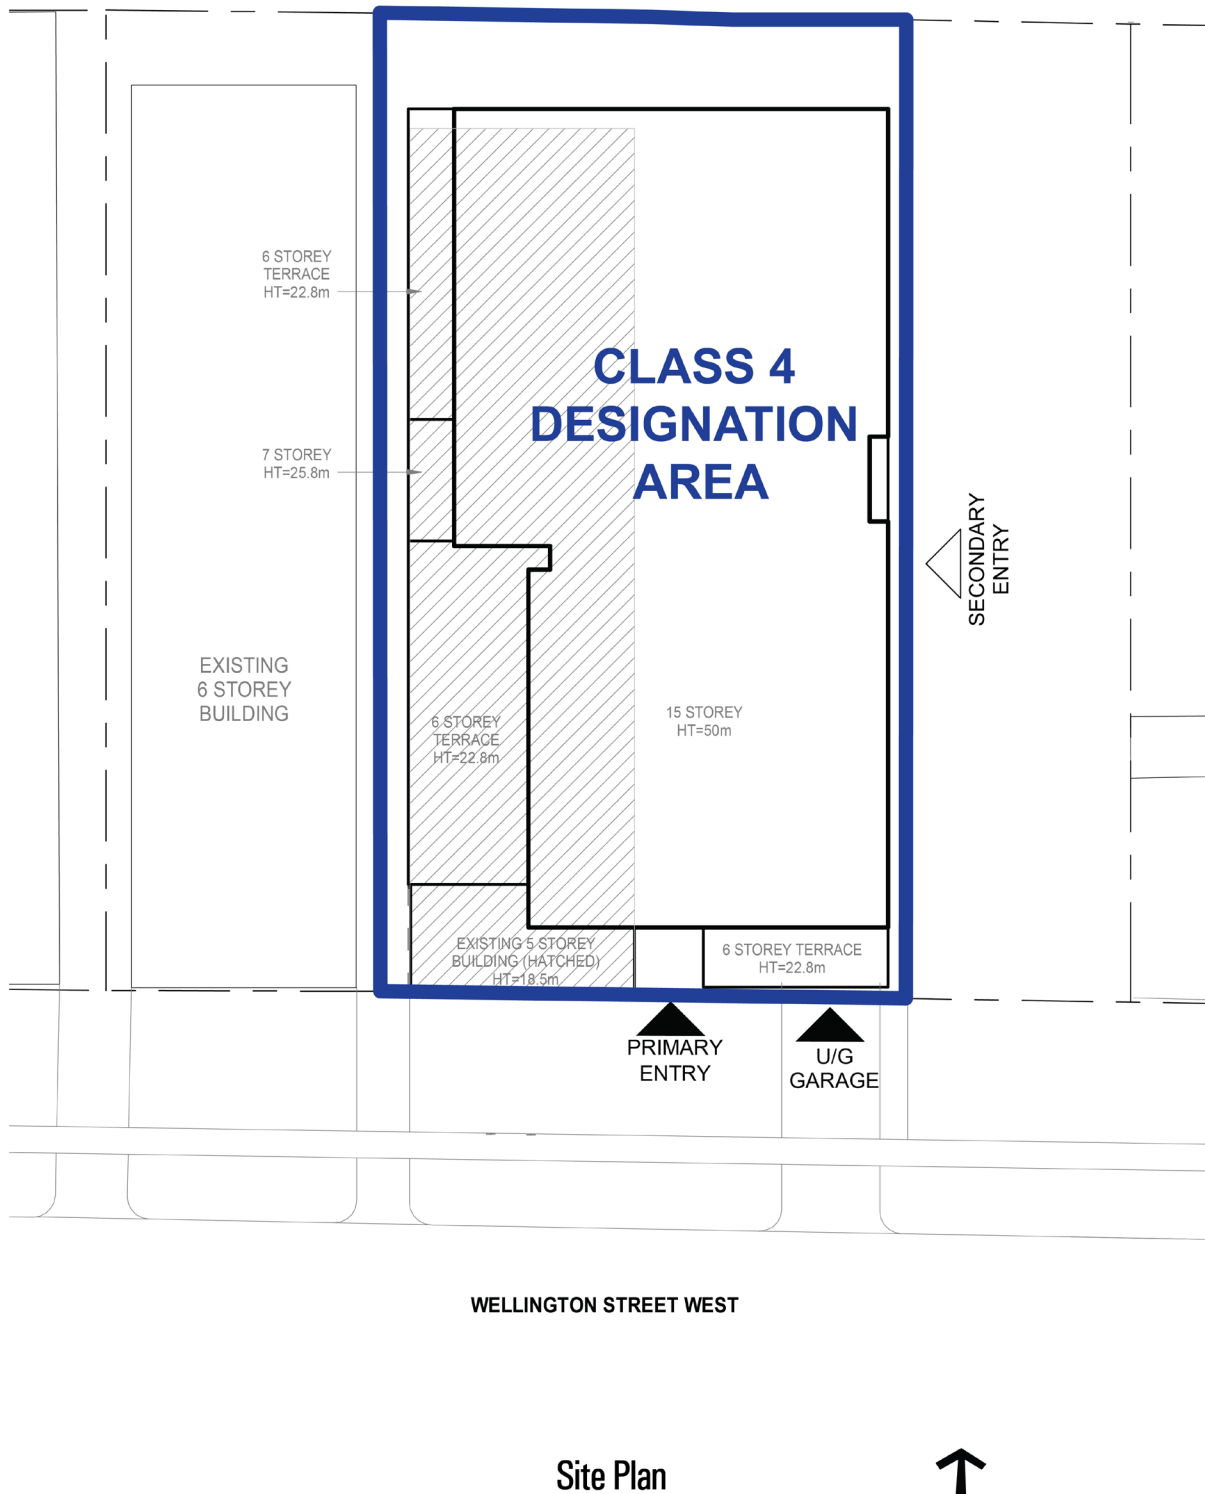 6 STOREY
TERRACE
HT=22.8m
CLASS 4
DESIGNATION
AREA
7 STOREY
HT=25.8m
SECONDARY
ENTRY
EXISTING
6 STOREY
BUILDING
6 STOREY
TERRACE
HT=22.8m
15 STOREY
HT=50m
EXISTING 5 STOREY
BUILDING (HATCHED)
HT=18.5m
6 STOREY TERRACE
HT=22.8m
PRIMARY
ENTRY
U/G
GARAGE
WELLINGTON STREET WEST
Site Plan